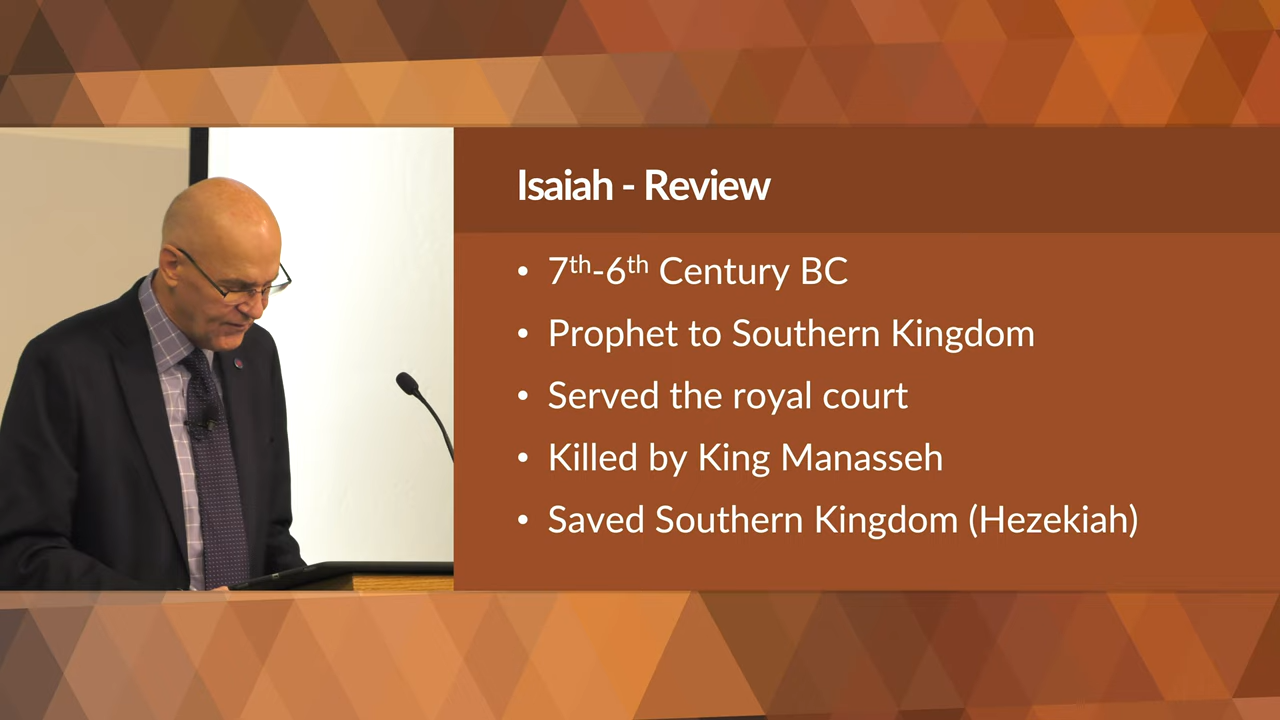 Isaiah - Review
• 7th-6th Century BC
• Prophet to Southern Kingdom
• Served the royal court
• Killed by King Manasseh
• Saved Southern Kingdom (Hezekiah)